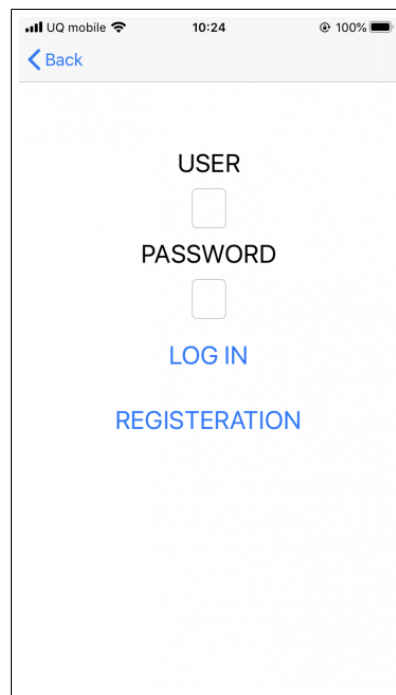 UQ mobile 10:24 100%
Back
USER
PASSWORD
LOG IN
REGISTERATION